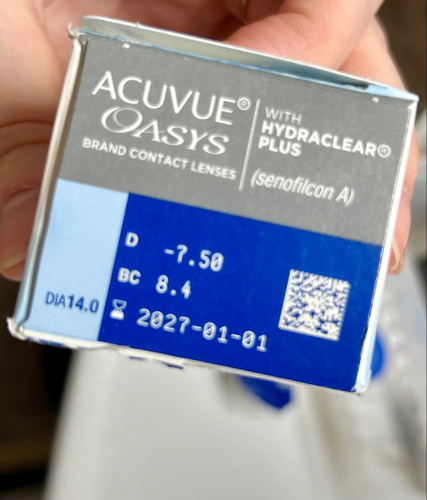 ACUVUE®
OASYS
BRAND CONTACT LENSES
WITH
HYDRACLEAR®
PLUS
(senofilcon A)
D -7.50
BC 8.4
DIA14.0
2027-01-01